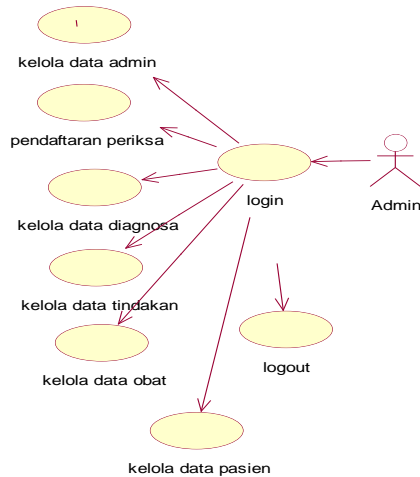 kelola data admin
pendaftaran periksa
login
Admin
kelola data diagnosa
kelola data tindakan
kelola data obat
logout
kelola data pasien